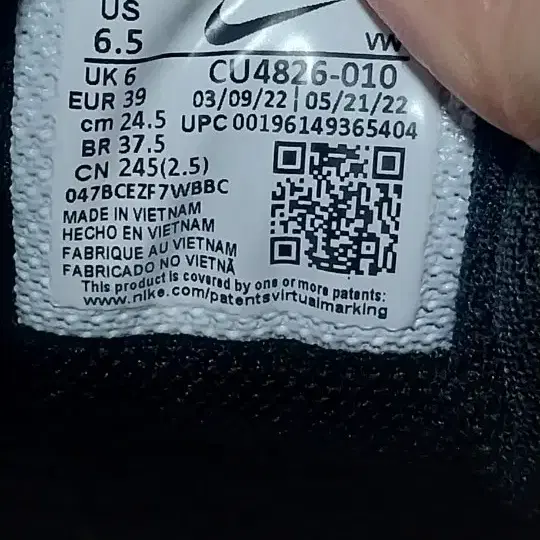 US
6.5
VW
UK 6
CU4826-010
EUR 39
03/09/22 | 05/21/22
cm 24.5
UPC 00196149365404
BR 37.5
CN 245(2.5)
047BCEZF7WBBC
MADE IN VIETNAM
HECHO EN VIETNAM
FABRIQUE AU VIETNAM
FABRICADO NO VIETNÃ
This product is covered by one or more patents:
www.nike.com/patentsvirtualmarking